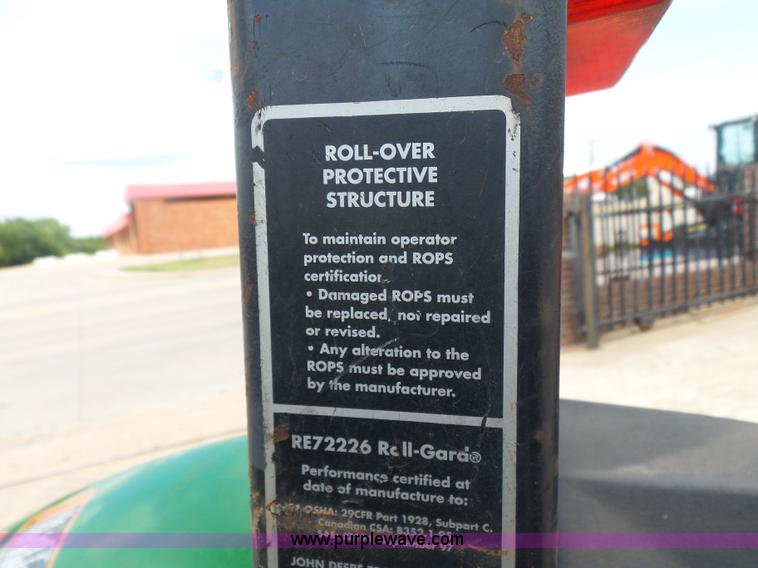 ROLL-OVER
PROTECTIVE
STRUCTURE
To maintain operator
protection and ROPS
certification
• Damaged ROPS must
be replaced, not repaired
or revised.
• Any alteration to the
ROPS must be approved
by the manufacturer.
RE72226 Roll-Gard®
Performance certified at
date of manufacture to:
OSHA: 29CFR Part 1928, Subpart C.
Canadian CSA: B352.1
www.purplewave.com
JOHN DEERE